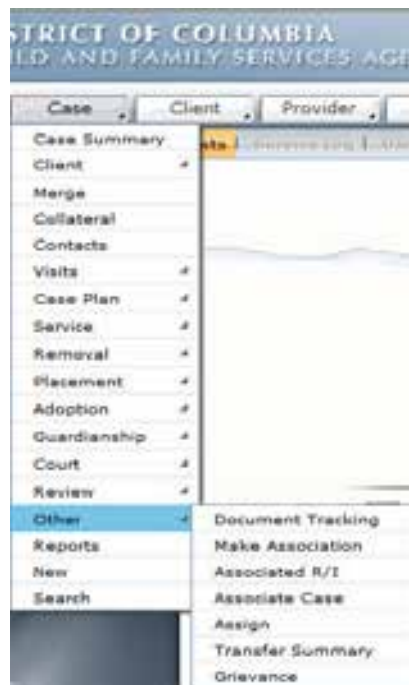 STRICT OF COLUMBIA
ILD AND FAMILY SERVICES AGE
Case Client Provider
Case Summary
Client
Merge
Collateral
Contacts
Visits
Case Plan
Service
Removal
Placement
Adoption
Guardianship
Court
Review
Other
Reports
New
Search
Document Tracking
Make Association
Associated R/I
Associate Case
Assign
Transfer Summary
Grievance